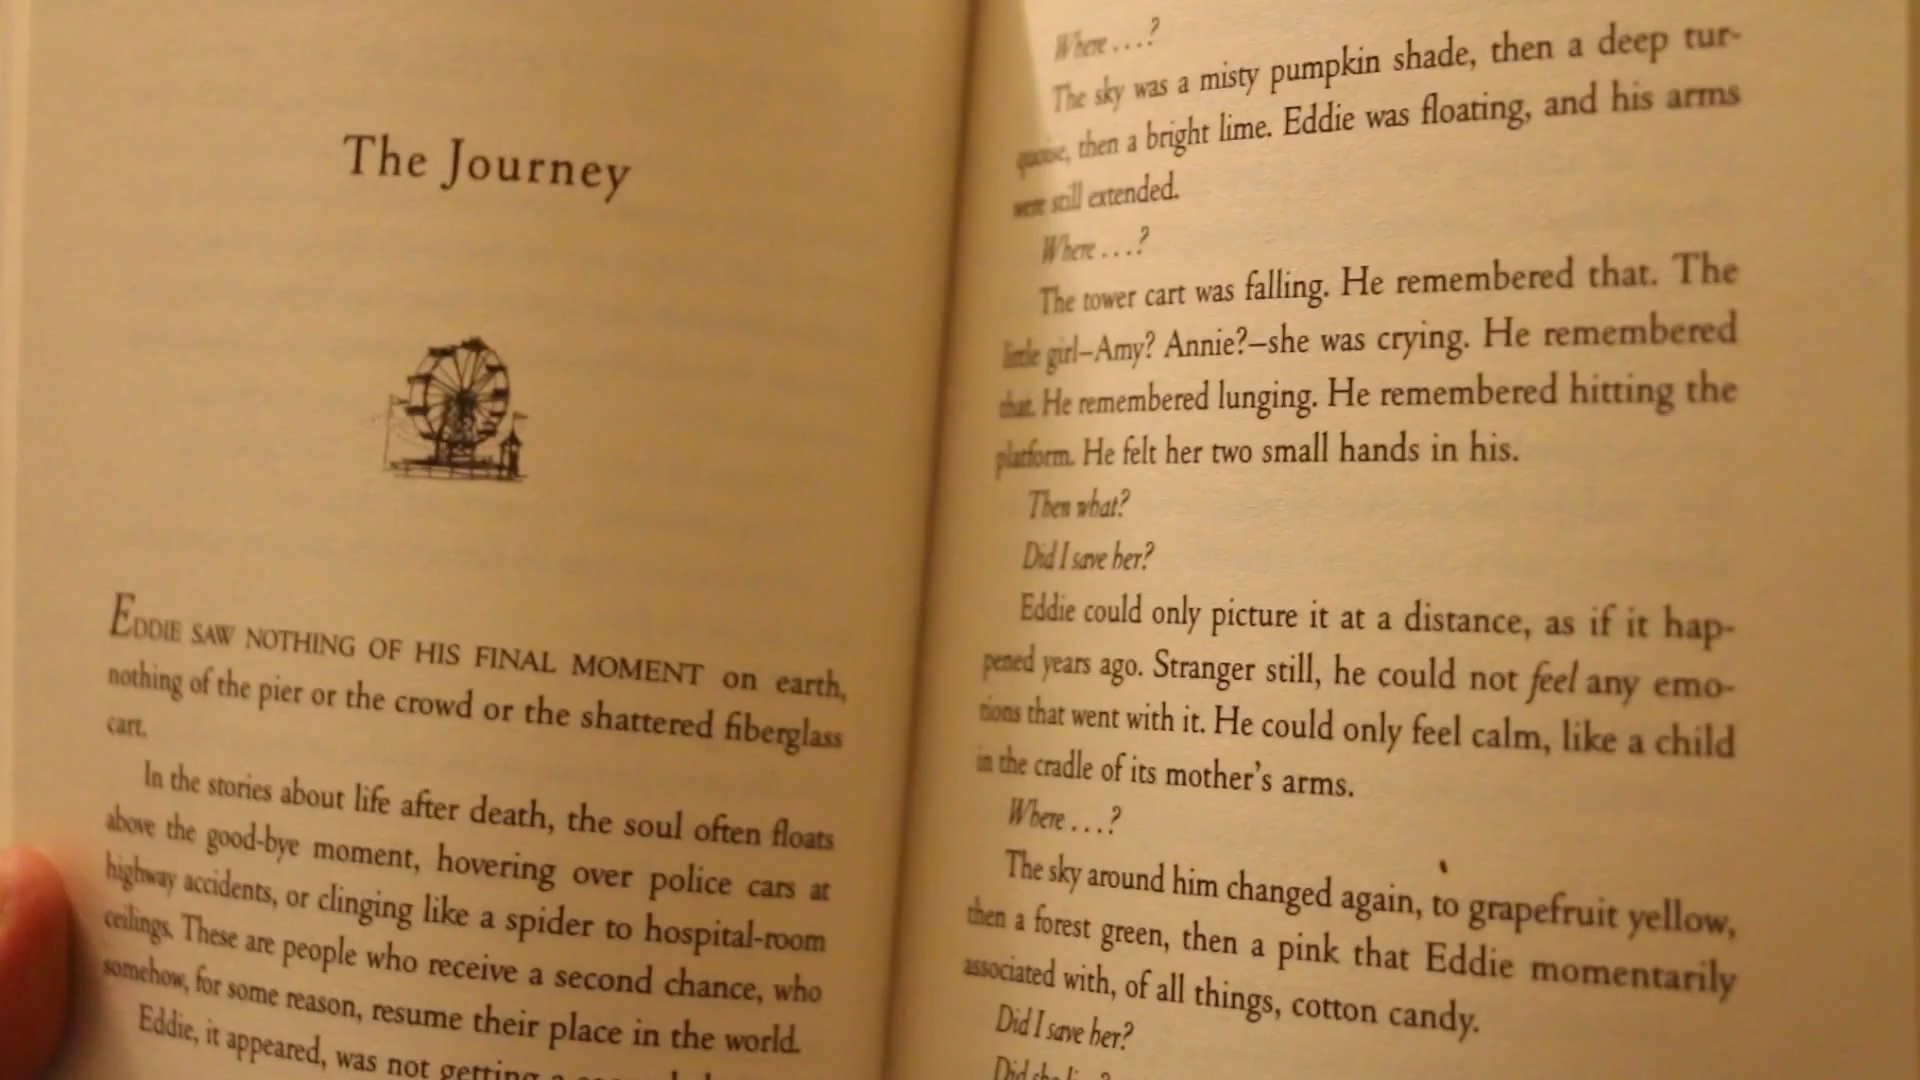 The Journey
EDDIE SAW NOTHING OF HIS FINAL MOMENT on earth,
nothing of the pier or the crowd or the shattered fiberglass
cart.
In the stories about life after death, the soul often floats
above the good-bye moment, hovering over police cars at
highway accidents, or clinging like a spider to hospital-room
ceilings. These are people who receive a second chance, who
somehow, for some reason, resume their place in the world.
Eddie, it appeared, was not getting a
Where . . . ?
The sky was a misty pumpkin shade, then a deep tur-
quoise, then a bright lime. Eddie was floating, and his arms
were still extended.
Where . . . ?
The tower cart was falling. He remembered that. The
little girl–Amy? Annie?–she was crying. He remembered
that. He remembered lunging. He remembered hitting the
platform. He felt her two small hands in his.
Then what?
Did I save her?
Eddie could only picture it at a distance, as if it hap-
pened years ago. Stranger still, he could not feel any emo-
tions that went with it. He could only feel calm, like a child
in the cradle of its mother's arms.
Where . . . ?
The sky around him changed again, to grapefruit yellow,
then a forest green, then a pink that Eddie momentarily
associated with, of all things, cotton candy.
Did I save her?
Did she